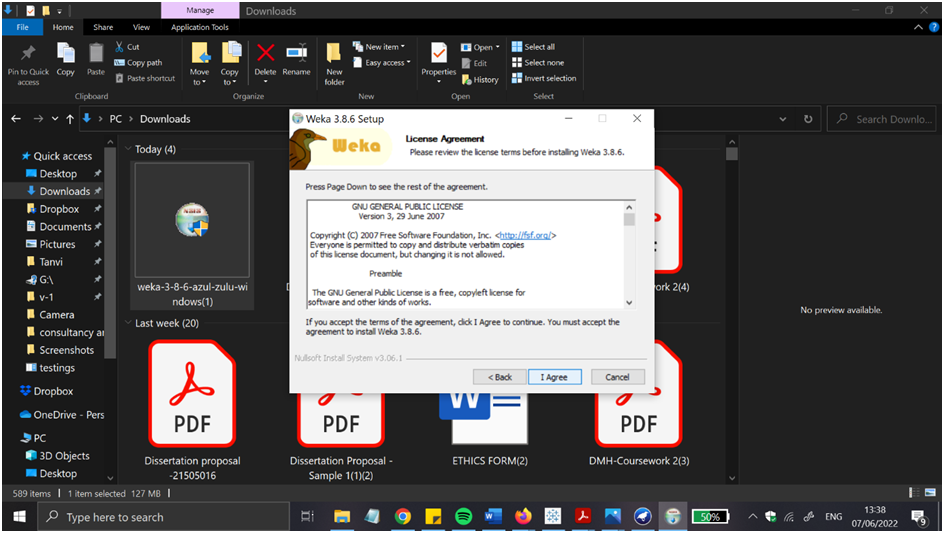 Manage
Downloads
File
Home
Share
View
Application Tools
Pin to Quick
access
Copy
Paste
Cut
Copy path
Paste shortcut
Clipboard
Move
to
Copy
to
Delete
Rename
Organize
New
folder
New item
Easy access
New
Properties
Open
Edit
History
Open
Select all
Select none
Invert selection
Select
PC
Downloads
Search Downlo...
Quick access
Desktop
Downloads
Dropbox
Documents
Pictures
Tanvi
G:\
v-1
Camera
consultancy ar
Screenshots
testings
Dropbox
OneDrive - Pers
PC
3D Objects
Desktop
Today (4)
weka-3-8-6-azul-zulu-wi
ndows(1)
k 2(4)
Last week (20)
PDF
Dissertation proposal
-21505016
PDF
Dissertation Proposal -
Sample 1(1)(2)
W
ETHICS FORM(2)
PDF
DMH-Coursework 2(3)
No preview available.
Weka 3.8.6 Setup
Weka
License Agreement
Please review the license terms before installing Weka 3.8.6.
Press Page Down to see the rest of the agreement.
GNU GENERAL PUBLIC LICENSE
Version 3, 29 June 2007
Copyright (C) 2007 Free Software Foundation, Inc. <http://fsf.org/>
Everyone is permitted to copy and distribute verbatim copies
of this license document, but changing it is not allowed.
Preamble
The GNU General Public License is a free, copyleft license for
software and other kinds of works.
If you accept the terms of the agreement, click I Agree to continue. You must accept the
agreement to install Weka 3.8.6.
Nullsoft Install System v3.06.1
< Back
I Agree
Cancel
589 items
1 item selected 127 MB
Type here to search
50%
ENG
13:38
07/06/2022
9